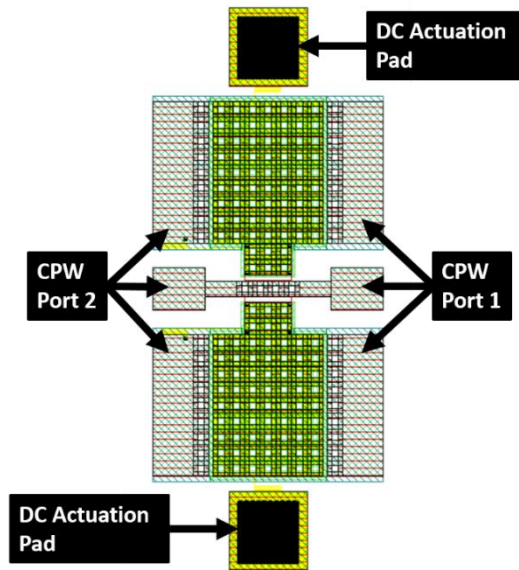 DC Actuation
Pad
CPW
Port 2
CPW
Port 1
DC Actuation
Pad